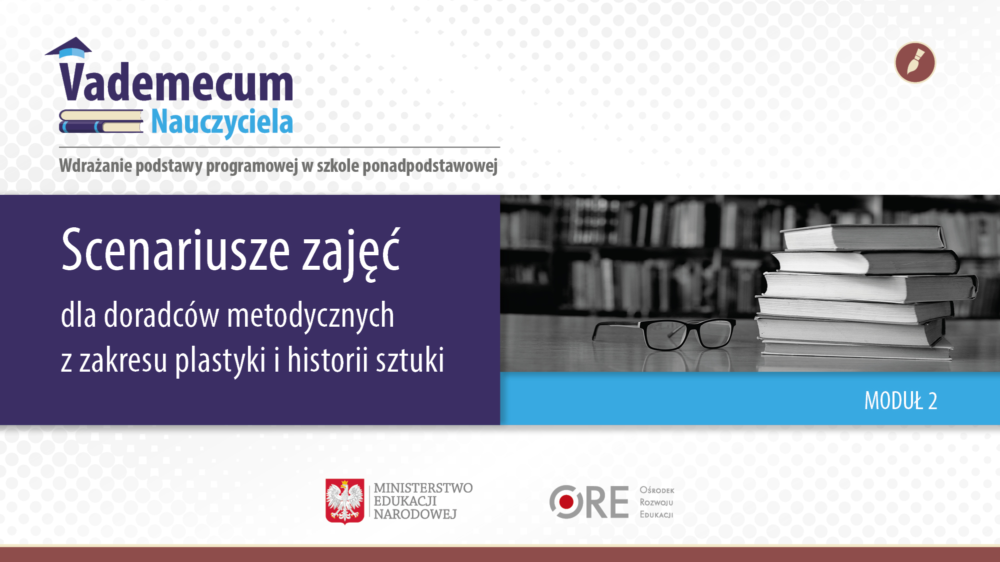 Vademecum
Nauczyciela
Wdrażanie podstawy programowej w szkole ponadpodstawowej
Scenariusze zajęć
dla doradców metodycznych
z zakresu plastyki i historii sztuki
MODUŁ 2
MINISTERSTWO
EDUKACJI
NARODOWEJ
ORE
Ośrodek
Rozwoju
Edukacji